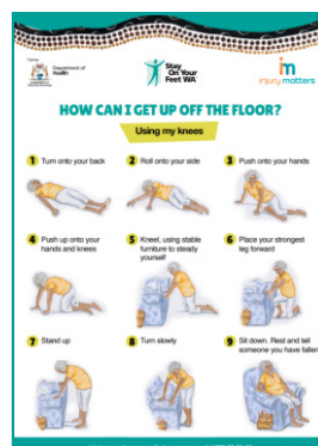 Department of
Health
Stay
On Your
Feet WA
im
injury matters
HOW CAN I GET UP OFF THE FLOOR?
Using my knees
1 Turn onto your back
2 Roll onto your side
3 Push onto your hands
4 Push up onto your
hands and knees
5 Kneel, using stable
furniture to steady
yourself
6 Place your strongest
leg forward
7 Stand up
8 Turn slowly
9 Sit down. Rest and tell
someone you have fallen